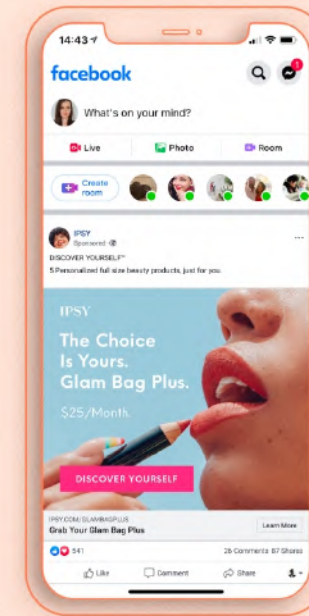 14:43
facebook
1
What's on your mind?
Live
Photo
Room
Create
room
IPSY
Sponsored
DISCOVER YOURSELF™
5 Personalized full size beauty products, just for you.
IPSY
The Choice
Is Yours.
Glam Bag Plus.
$25/Month.
DISCOVER YOURSELF
IPSY.COM/GLAMBAGPLUS
Grab Your Glam Bag Plus
Learn More
541
26 Comments 87 Shares
Like
Comment
Share